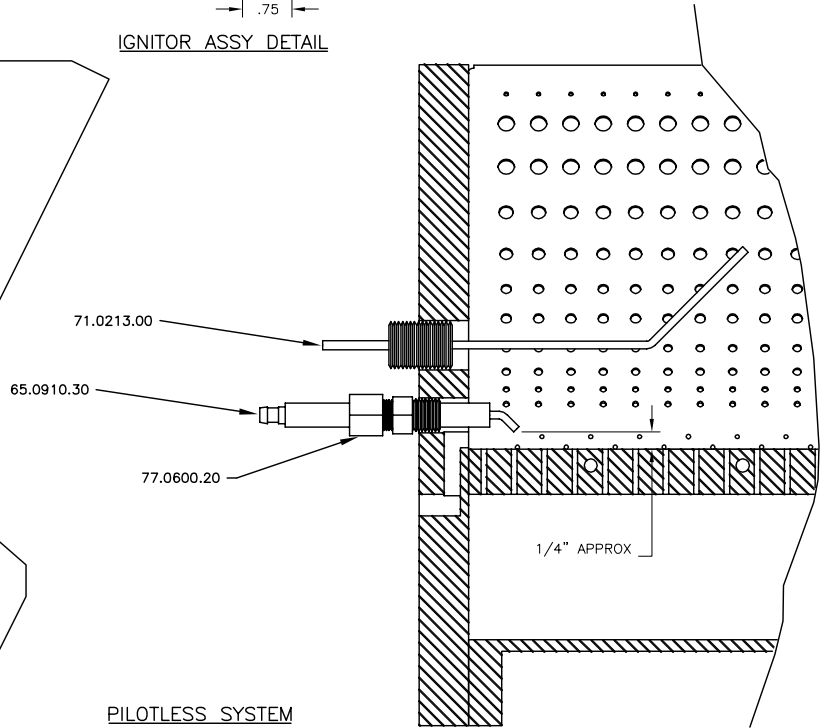 .75
IGNITOR ASSY DETAIL
71.0213.00
65.0910.30
77.0600.20
1/4" APPROX
PILOTLESS SYSTEM